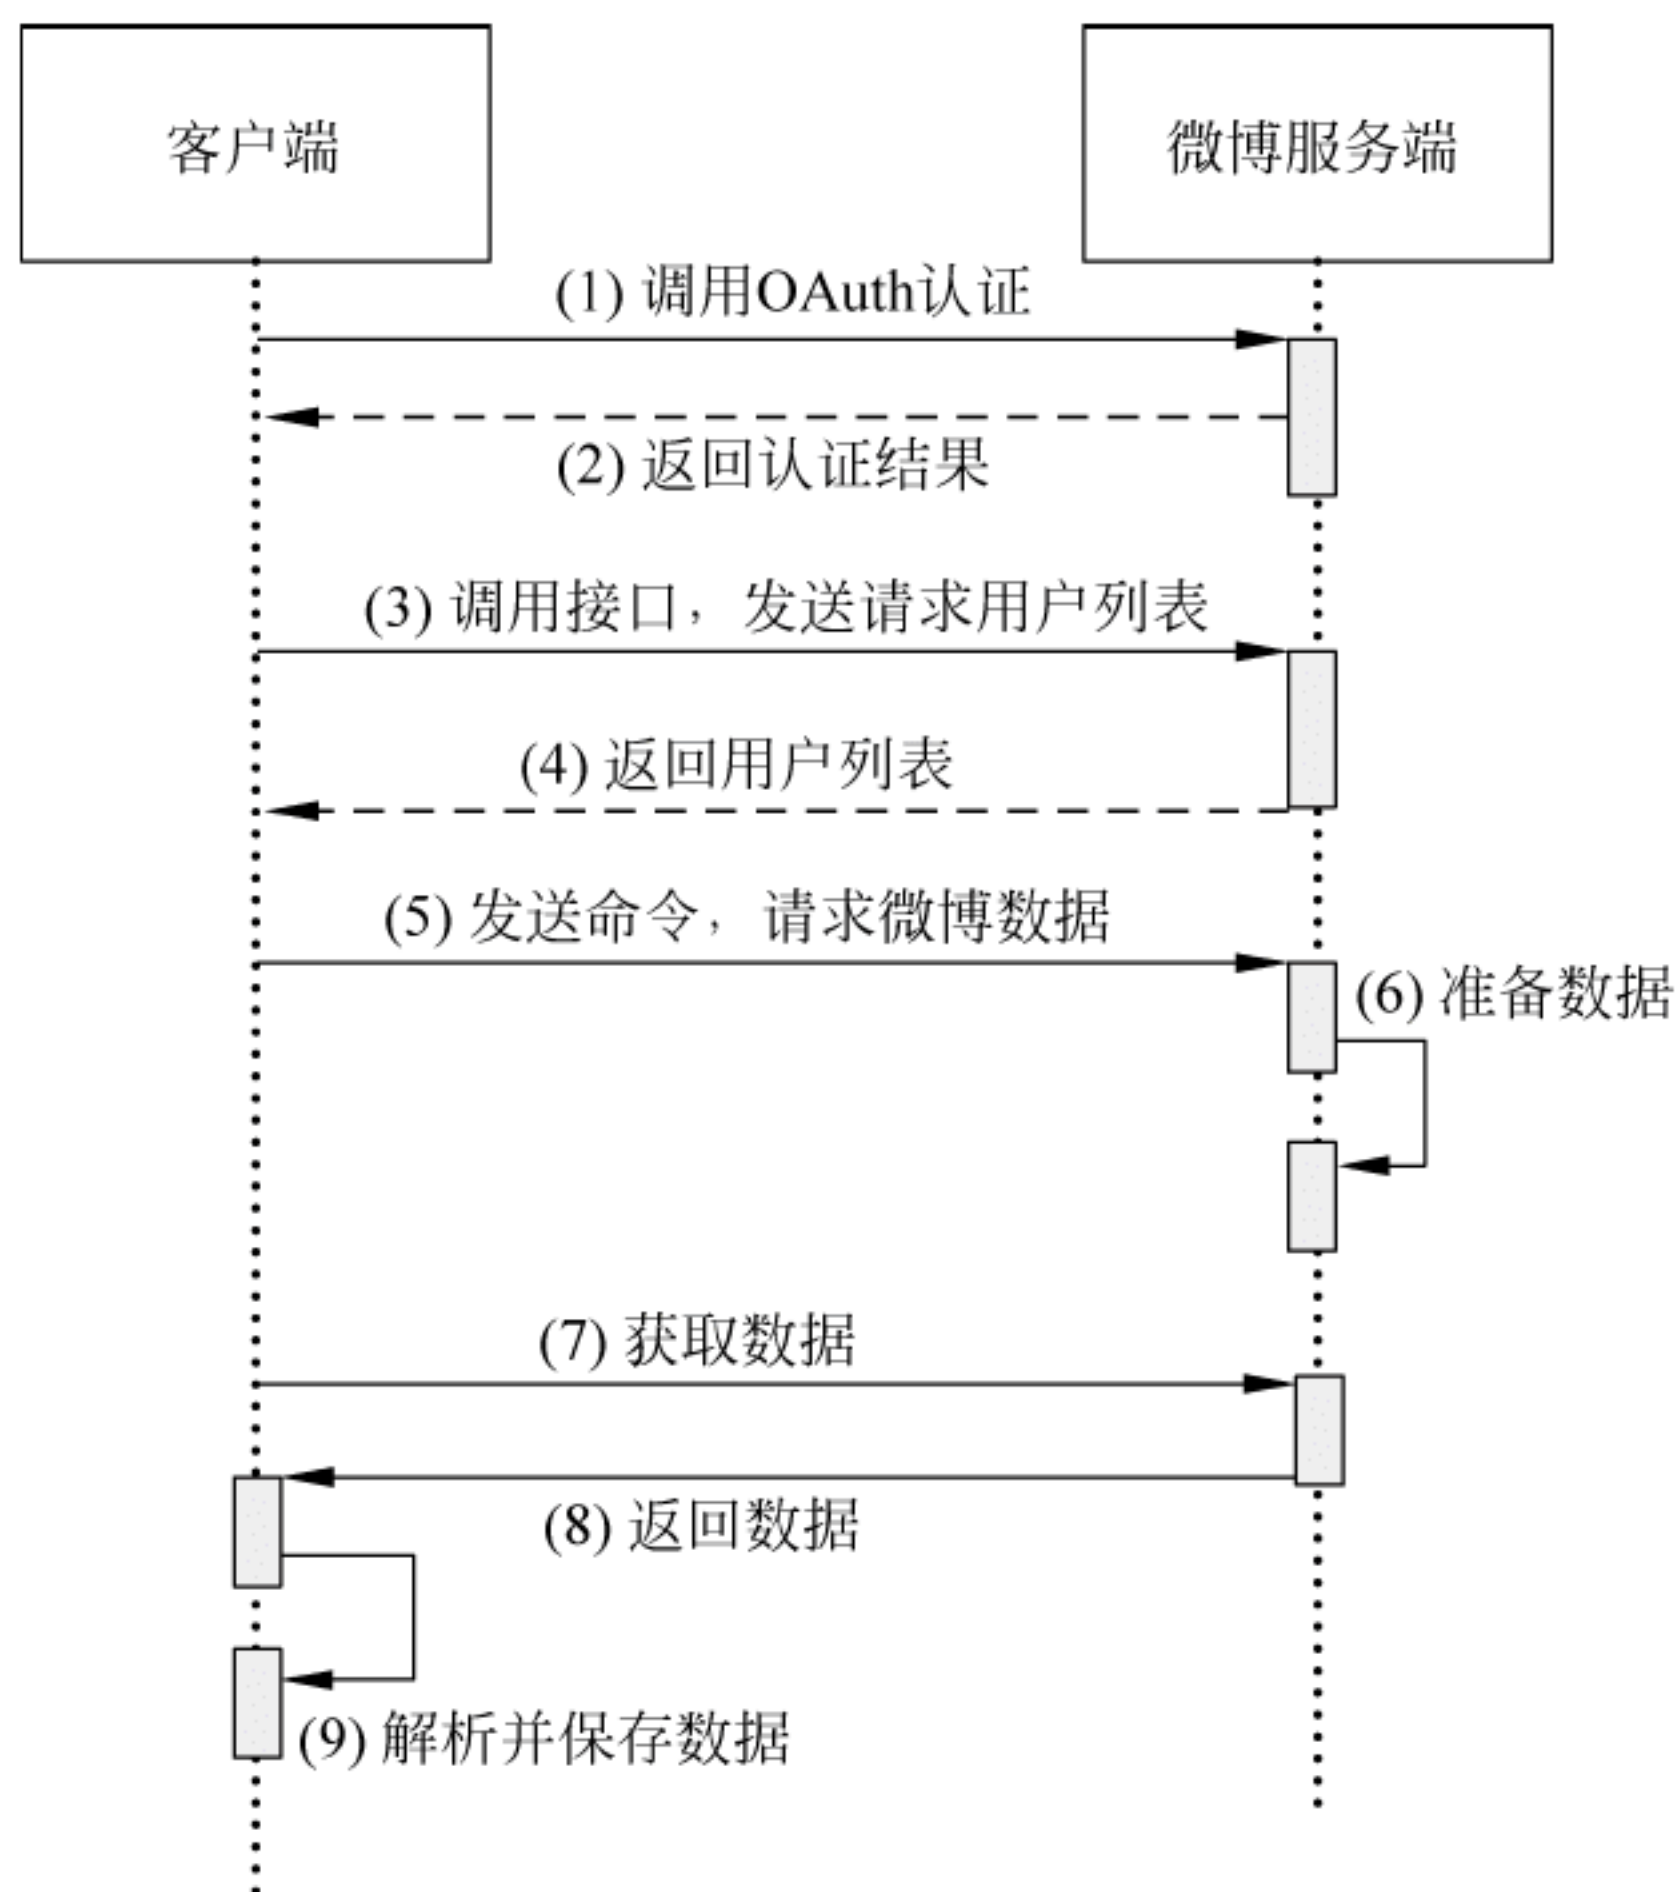 客户端
微博服务端
(1) 调用OAuth认证
(2) 返回认证结果
(3) 调用接口，发送请求用户列表
(4) 返回用户列表
(5) 发送命令，请求微博数据
(6) 准备数据
(7) 获取数据
(8) 返回数据
(9) 解析并保存数据